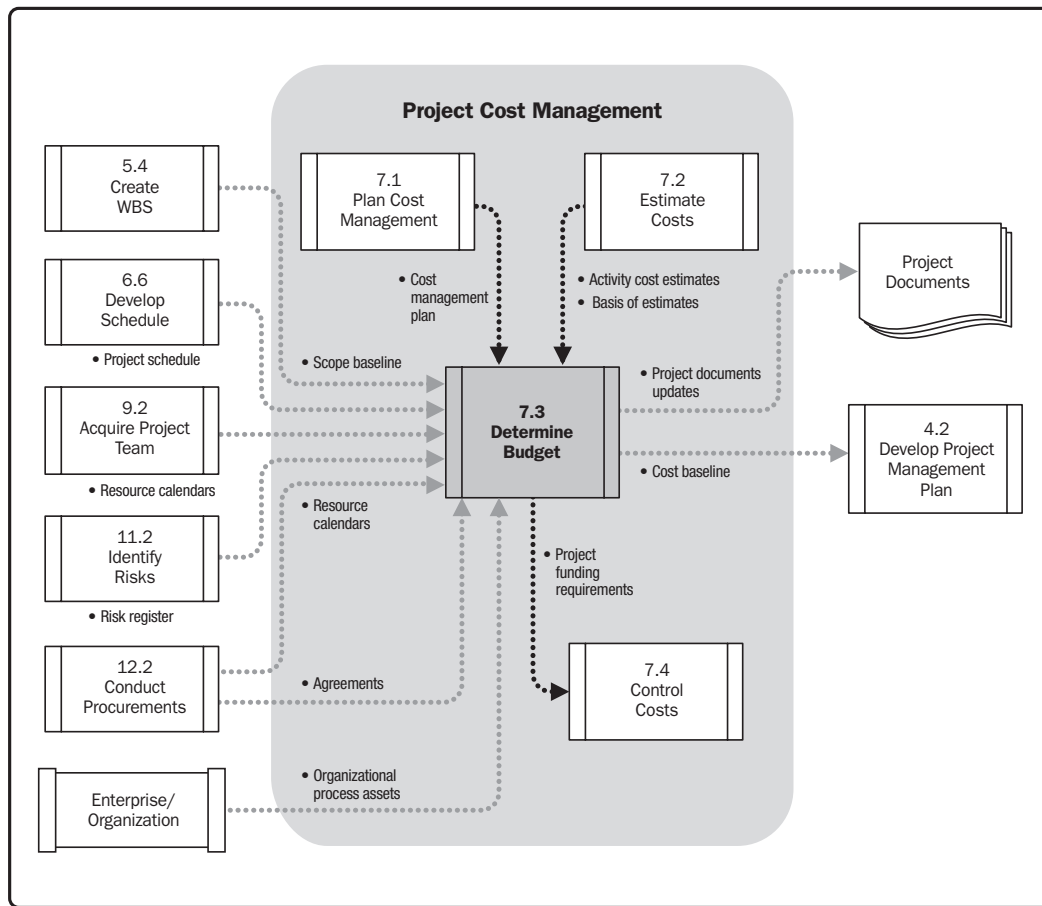 Project Cost Management
5.4
Create
WBS
7.1
Plan Cost
Management
7.2
Estimate
Costs
Project
Documents
6.6
Develop
Schedule
• Cost
management
plan
• Activity cost estimates
• Basis of estimates
• Project schedule
• Scope baseline
• Project documents
updates
9.2
Acquire Project
Team
7.3
Determine
Budget
4.2
Develop Project
Management
Plan
• Cost baseline
• Resource calendars
• Resource
calendars
11.2
Identify
Risks
• Project
funding
requirements
• Risk register
12.2
Conduct
Procurements
• Agreements
7.4
Control
Costs
• Organizational
process assets
Enterprise/
Organization